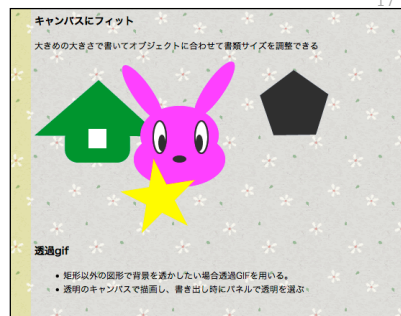 17
キャンバスにフィット
大きめの大きさで書いてオブジェクトに合わせて書類サイズを調整できる
透過gif
• 矩形以外の図形で背景を透かしたい場合透過GIFを用いる。
• 透明のキャンバスで描画し、書き出し時にパネルで透明を選ぶ